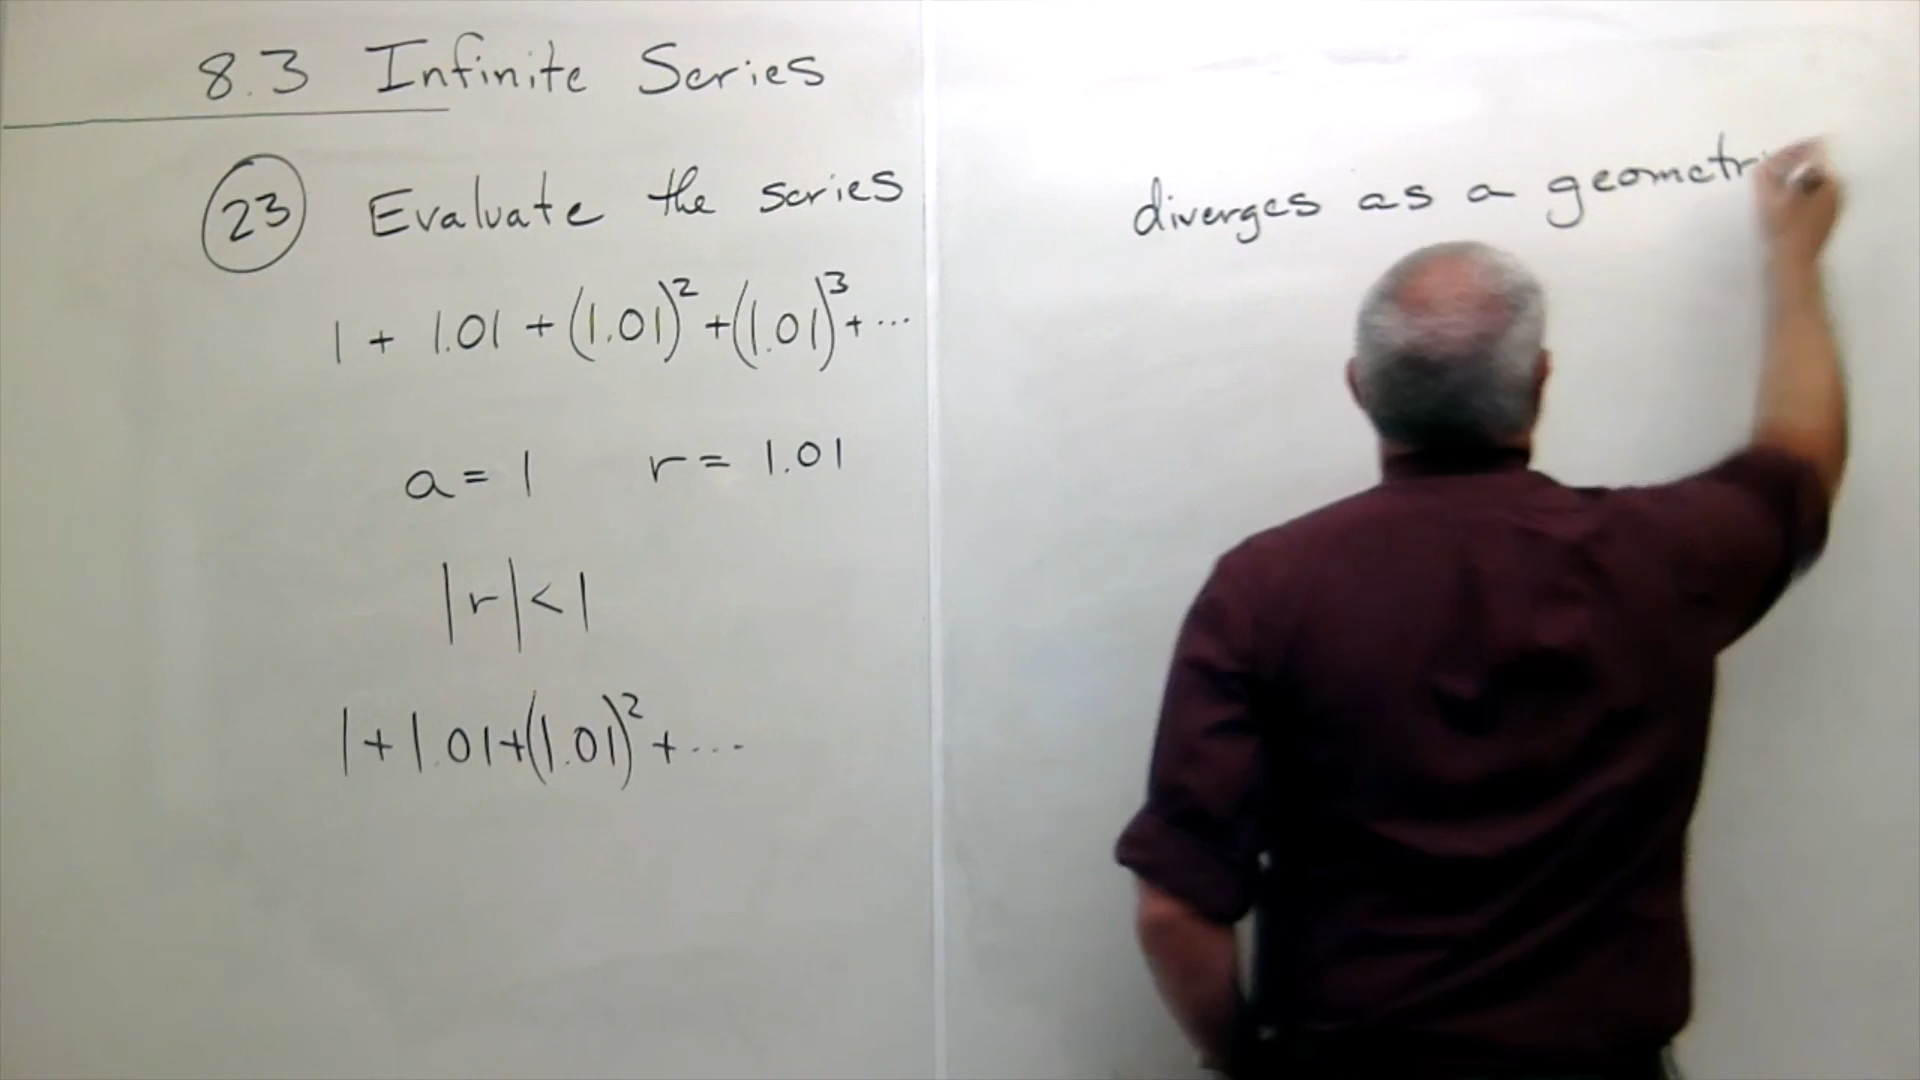 8.3 Infinite Series
23 Evaluate the series
1 + 1.01 + (1.01)² + (1.01)³ + ...
a = 1 r = 1.01
|r| < 1
1 + 1.01 + (1.01)² + ...
diverges as a geometri